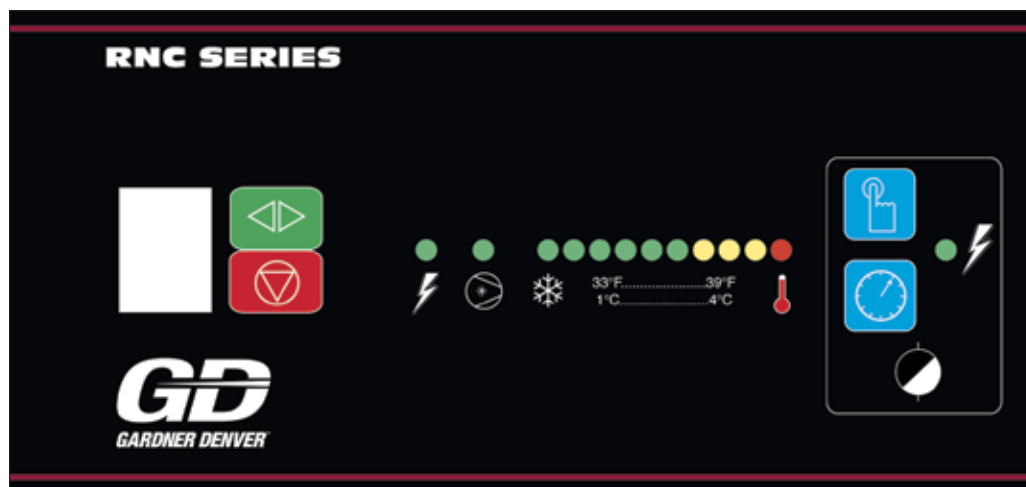 RNC SERIES
33°F.......................39°F
1°C........................4°C
GD
GARDNER DENVER